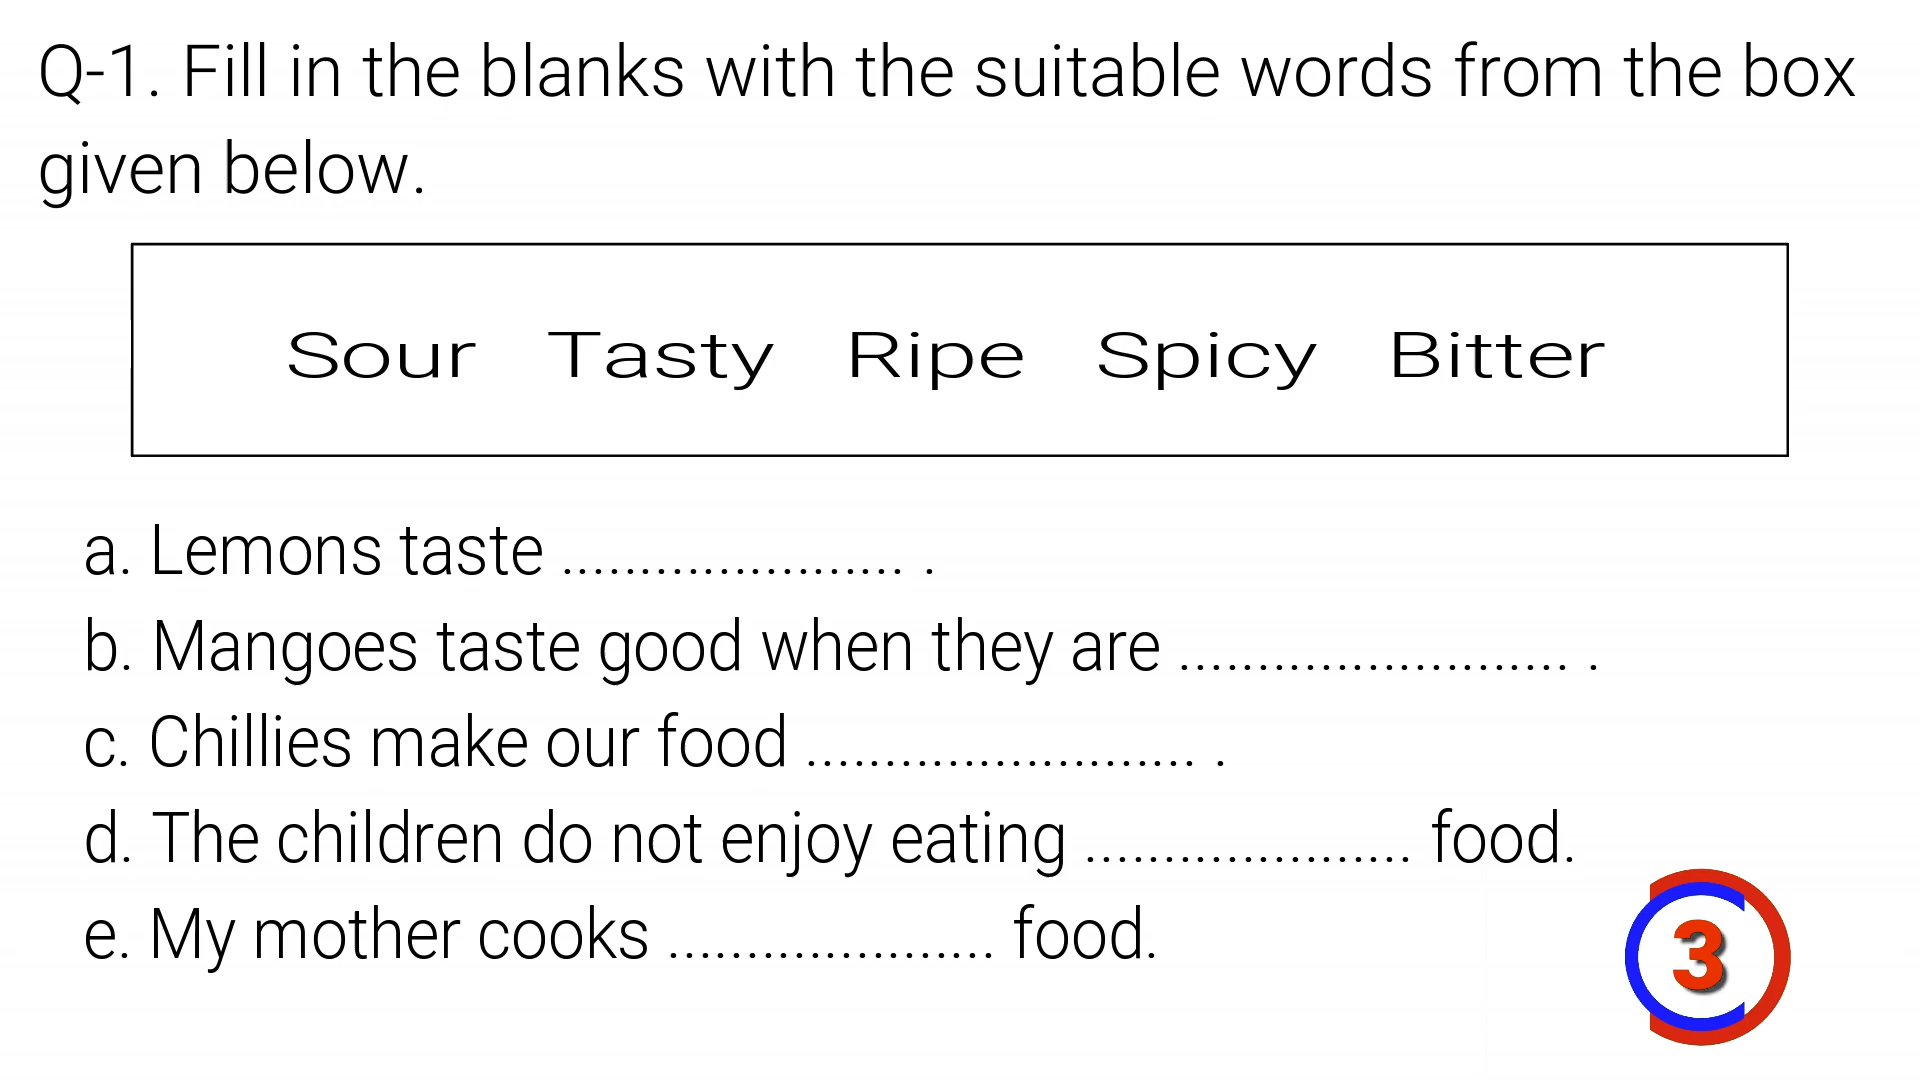 Q-1. Fill in the blanks with the suitable words from the box
given below.
Sour Tasty Ripe Spicy Bitter
a. Lemons taste ...................... .
b. Mangoes taste good when they are ......................... .
c. Chillies make our food ......................... .
d. The children do not enjoy eating ..................... food.
e. My mother cooks ..................... food.
3